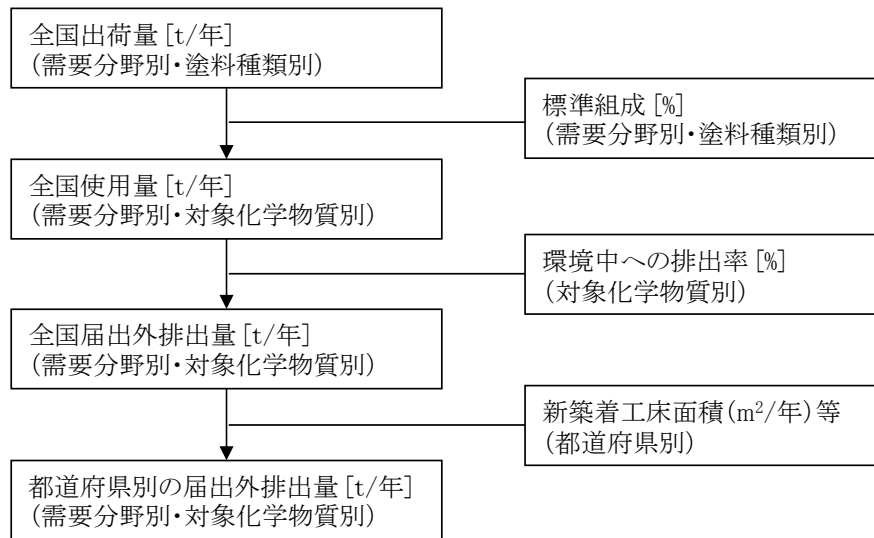 全国出荷量[t/年]
(需要分野別・塗料種類別)
標準組成[%]
(需要分野別・塗料種類別)
全国使用量[t/年]
(需要分野別・対象化学物質別)
環境中への排出率[%]
(対象化学物質別)
全国届出外排出量[t/年]
(需要分野別・対象化学物質別)
新築着工床面積(m²/年)等
(都道府県別)
都道府県別の届出外排出量[t/年]
(需要分野別・対象化学物質別)